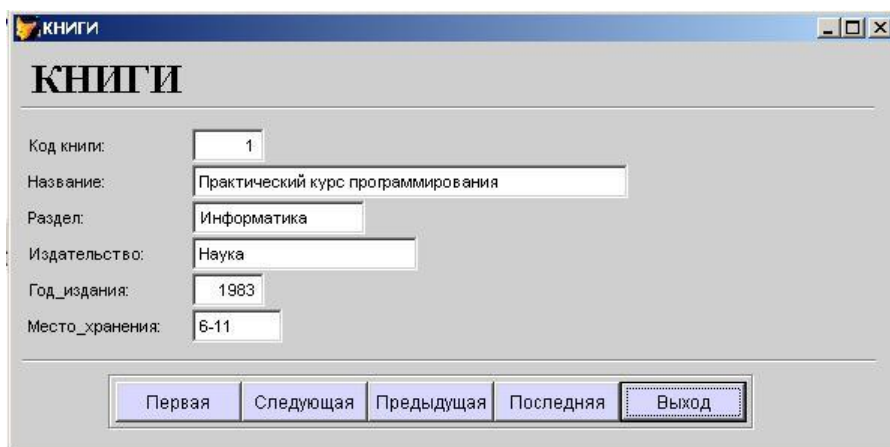 КНИГИ
КНИГИ
Код книги: 1
Название: Практический курс программирования
Раздел: Информатика
Издательство: Наука
Год_издания: 1983
Место_хранения: 6-11
Первая Следующая Предыдущая Последняя Выход